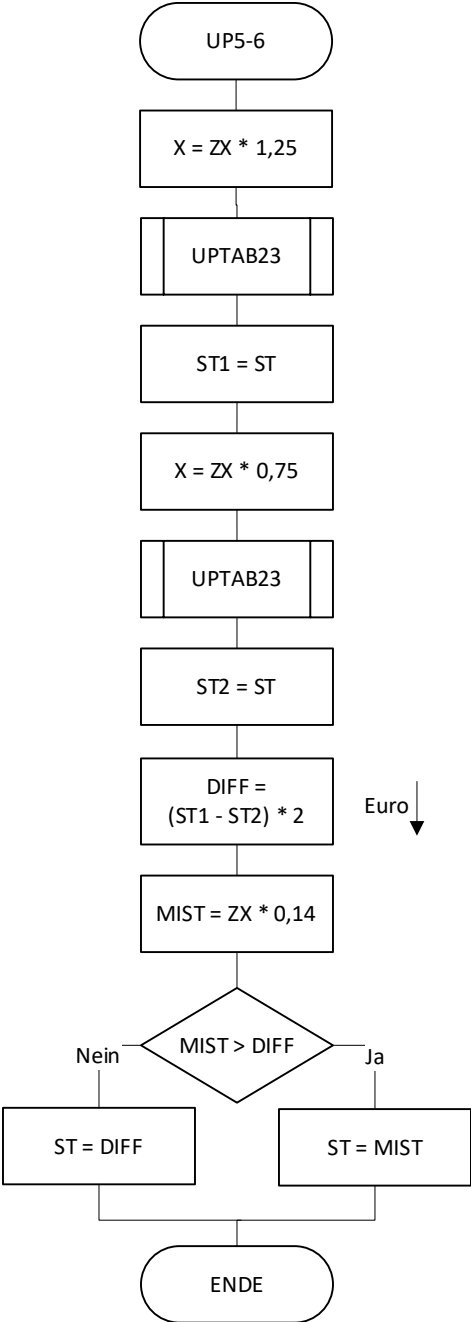 UP5-6
X = ZX * 1,25
UPTAB23
ST1 = ST
X = ZX * 0,75
UPTAB23
ST2 = ST
DIFF =
(ST1 - ST2) * 2
Euro
MIST = ZX * 0,14
MIST > DIFF
Nein
Ja
ST = DIFF
ST = MIST
ENDE